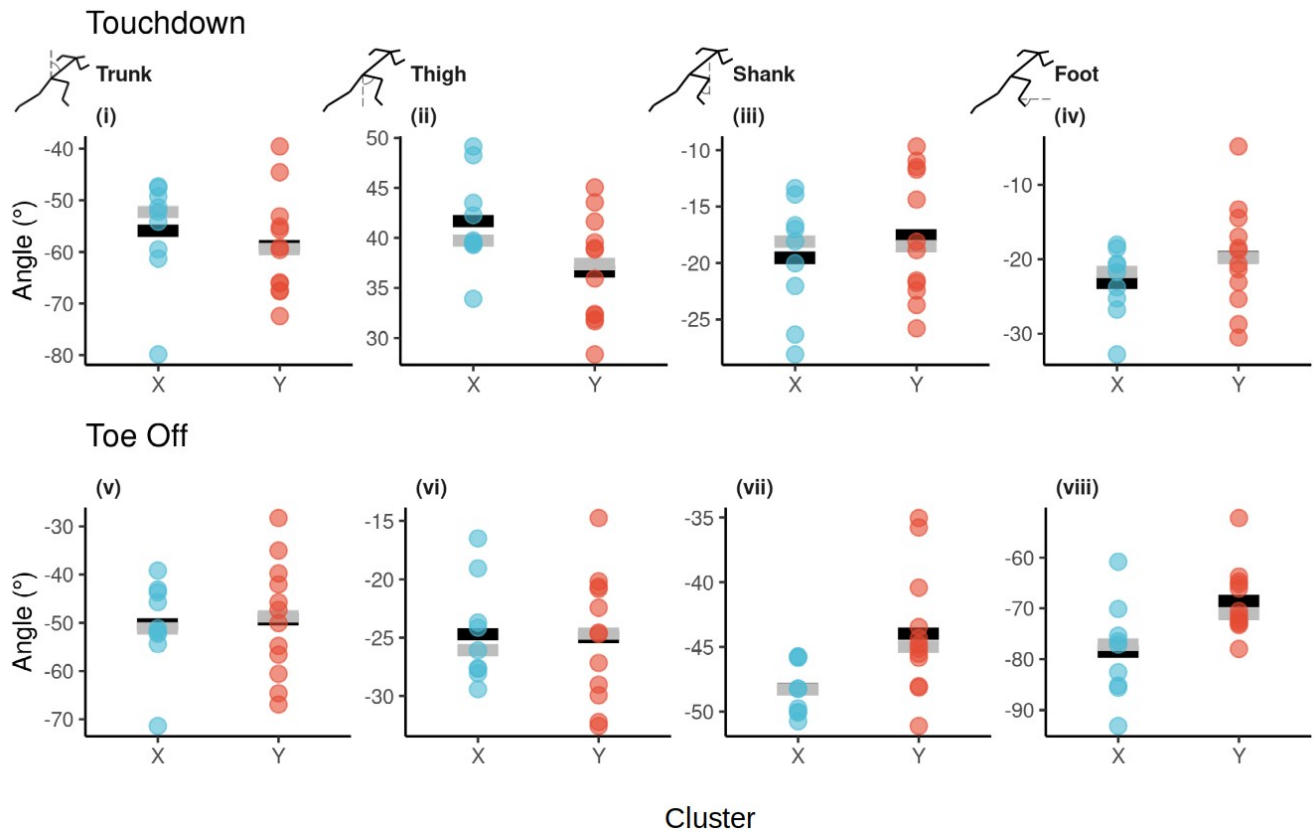 Touchdown
Trunk Thigh Shank Foot
(i) (ii) (iii) (iv)
Angle (°)
-40
-50
-60
-70
-80
X Y
50
45
40
35
30
X Y
-10
-15
-20
-25
X Y
-10
-20
-30
X Y
Toe Off
(v) (vi) (vii) (viii)
Angle (°)
-30
-40
-50
-60
-70
X Y
-15
-20
-25
-30
X Y
-35
-40
-45
-50
X Y
-60
-70
-80
-90
X Y
Cluster